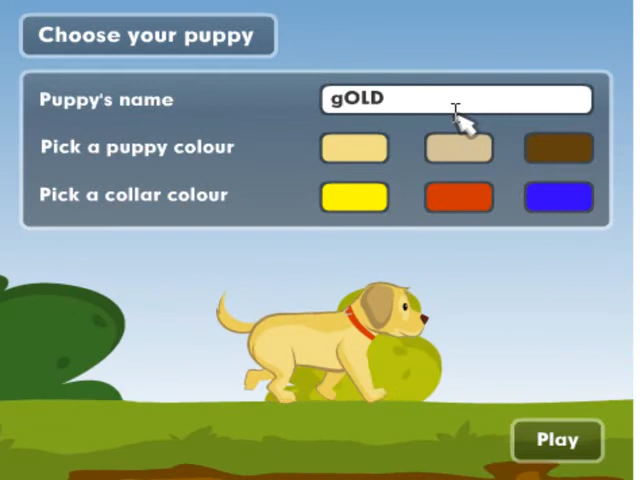 Choose your puppy
Puppy's name
gOLD
Pick a puppy colour
Pick a collar colour
Play